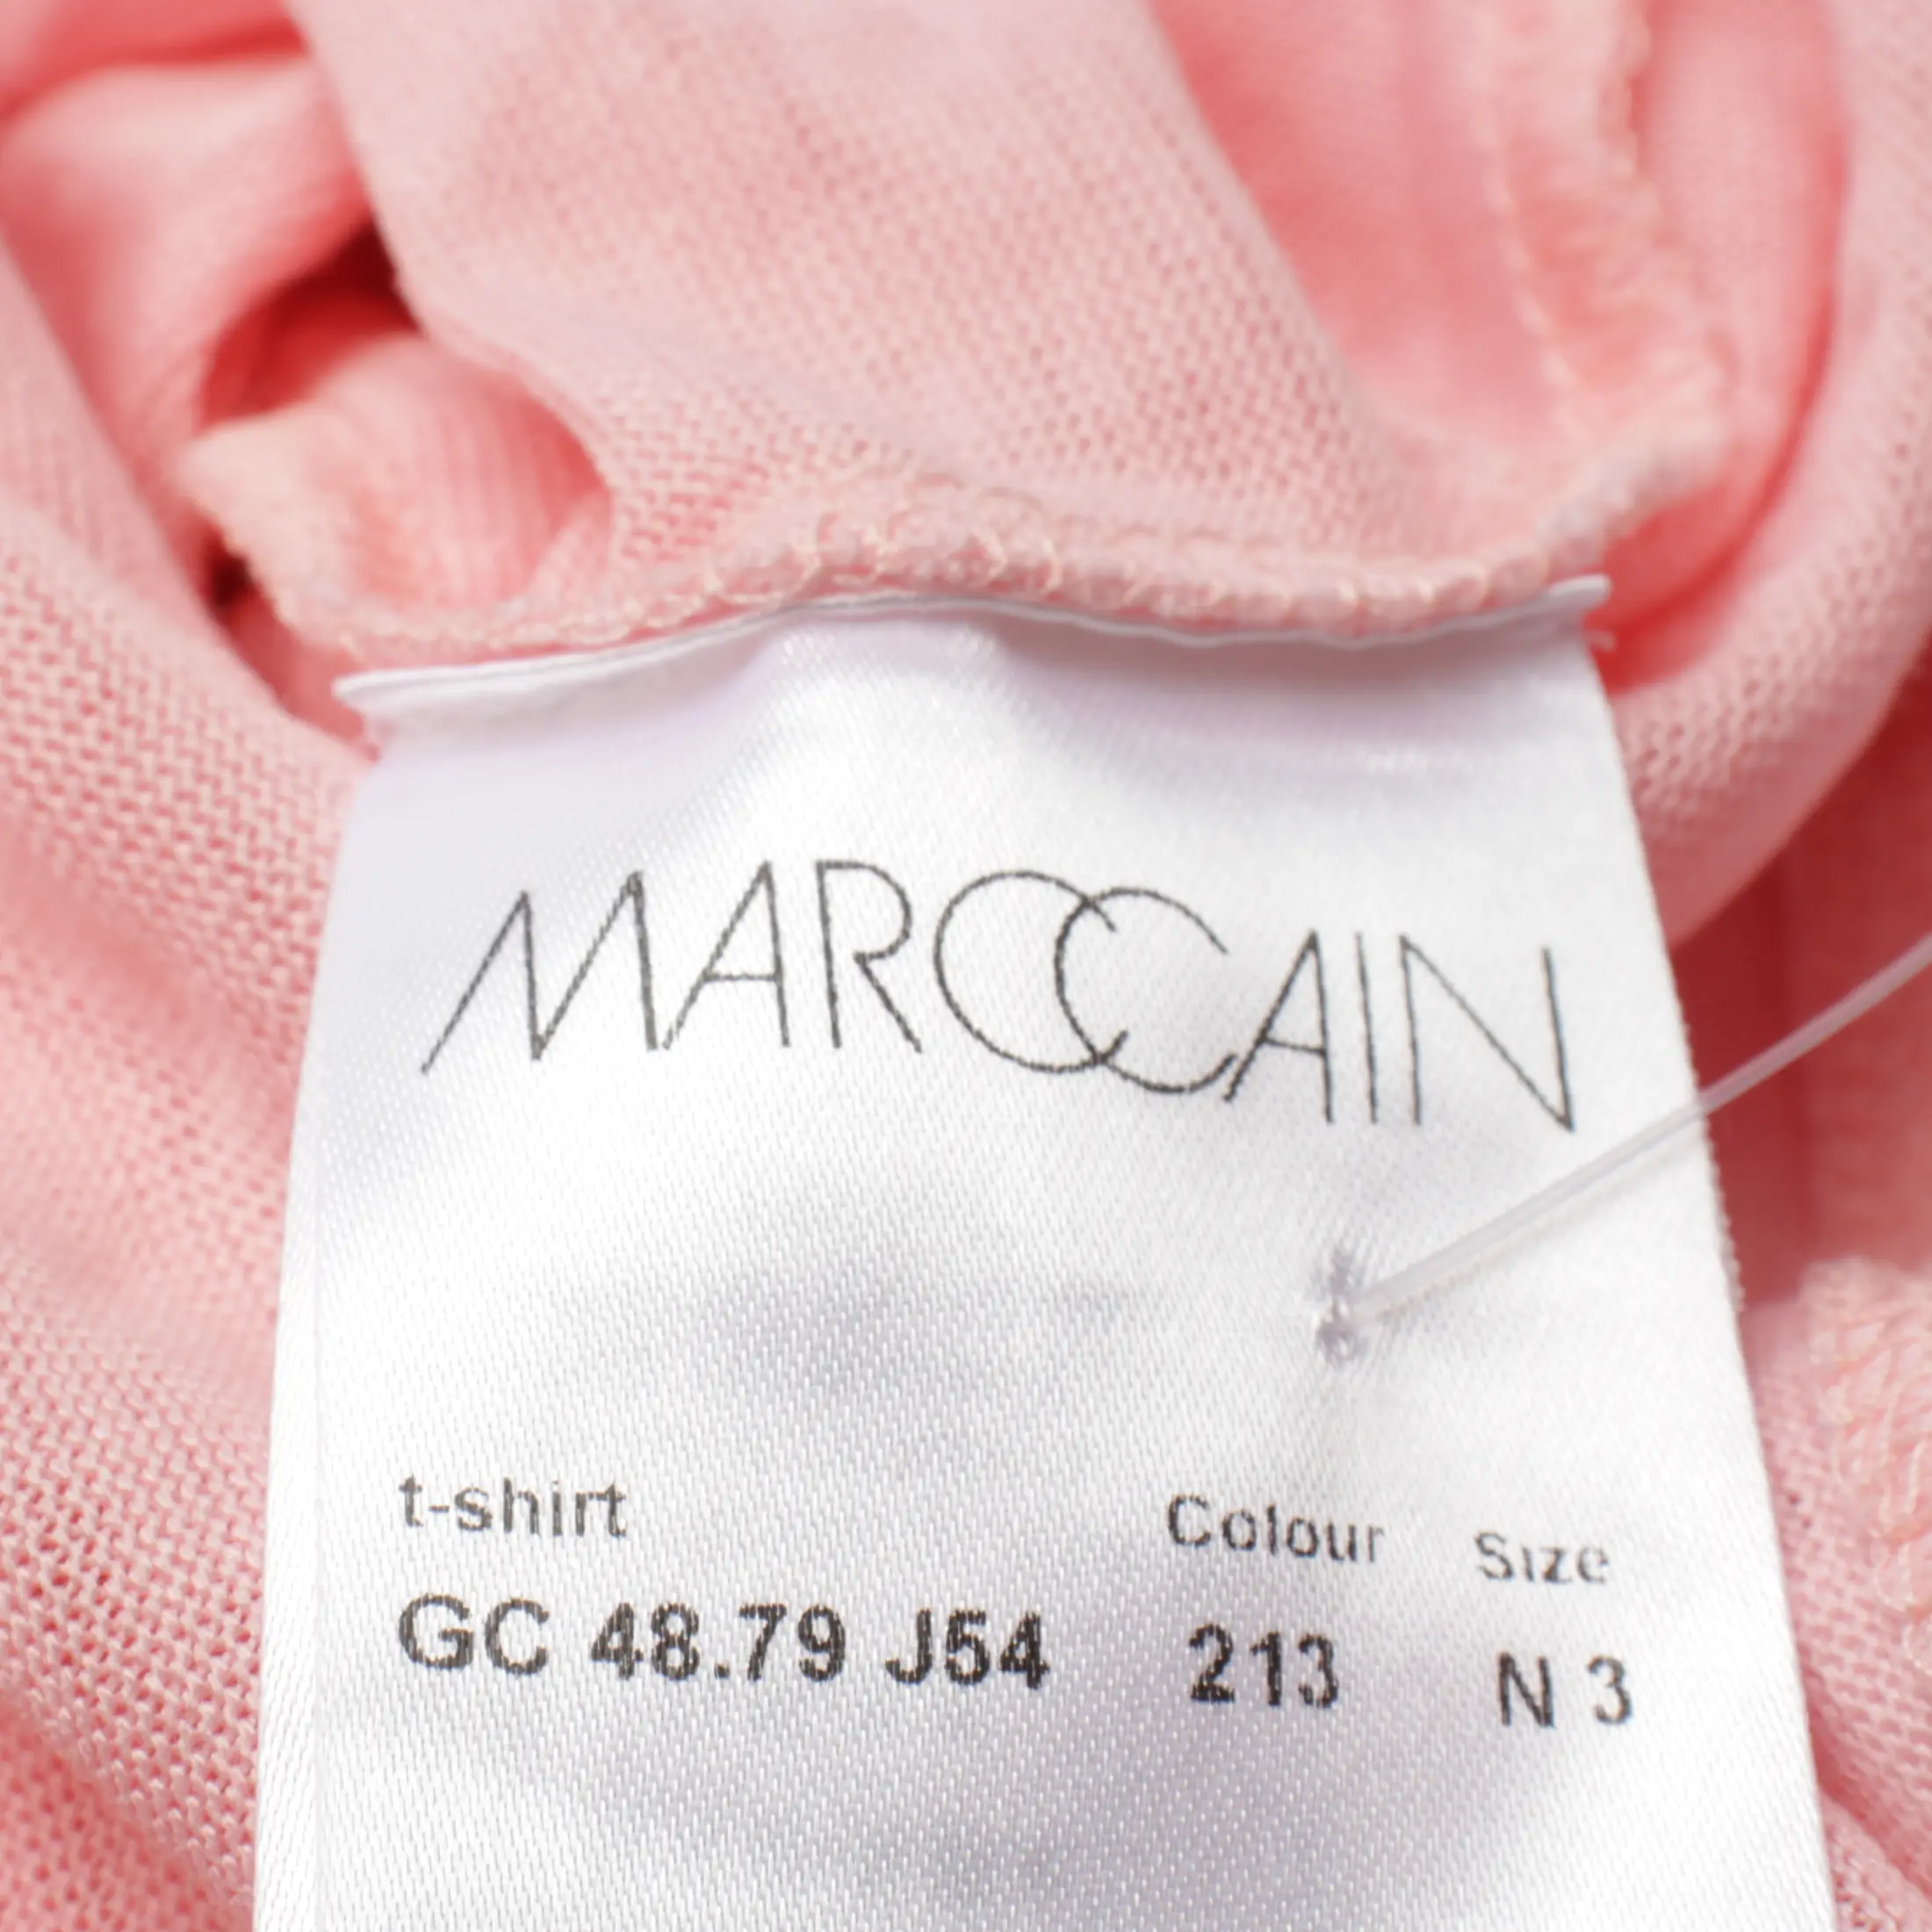 MARCCAIN
t-shirt Colour Size
GC 48.79 J54 213 N 3